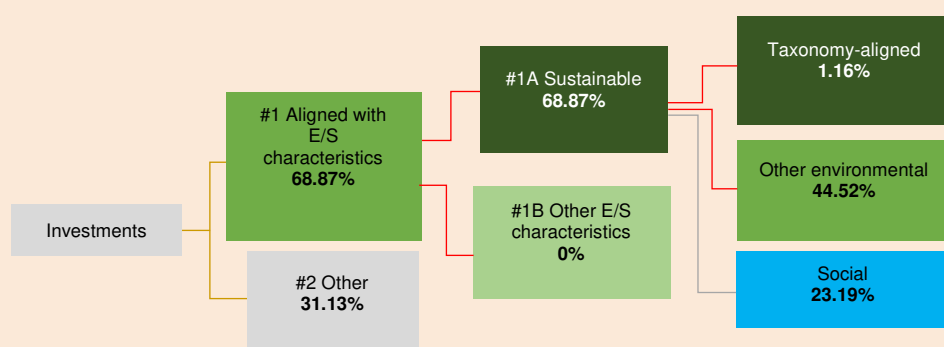 Investments
#1 Aligned with
E/S
characteristics
68.87%
#2 Other
31.13%
#1A Sustainable
68.87%
#1B Other E/S
characteristics
0%
Taxonomy-aligned
1.16%
Other environmental
44.52%
Social
23.19%